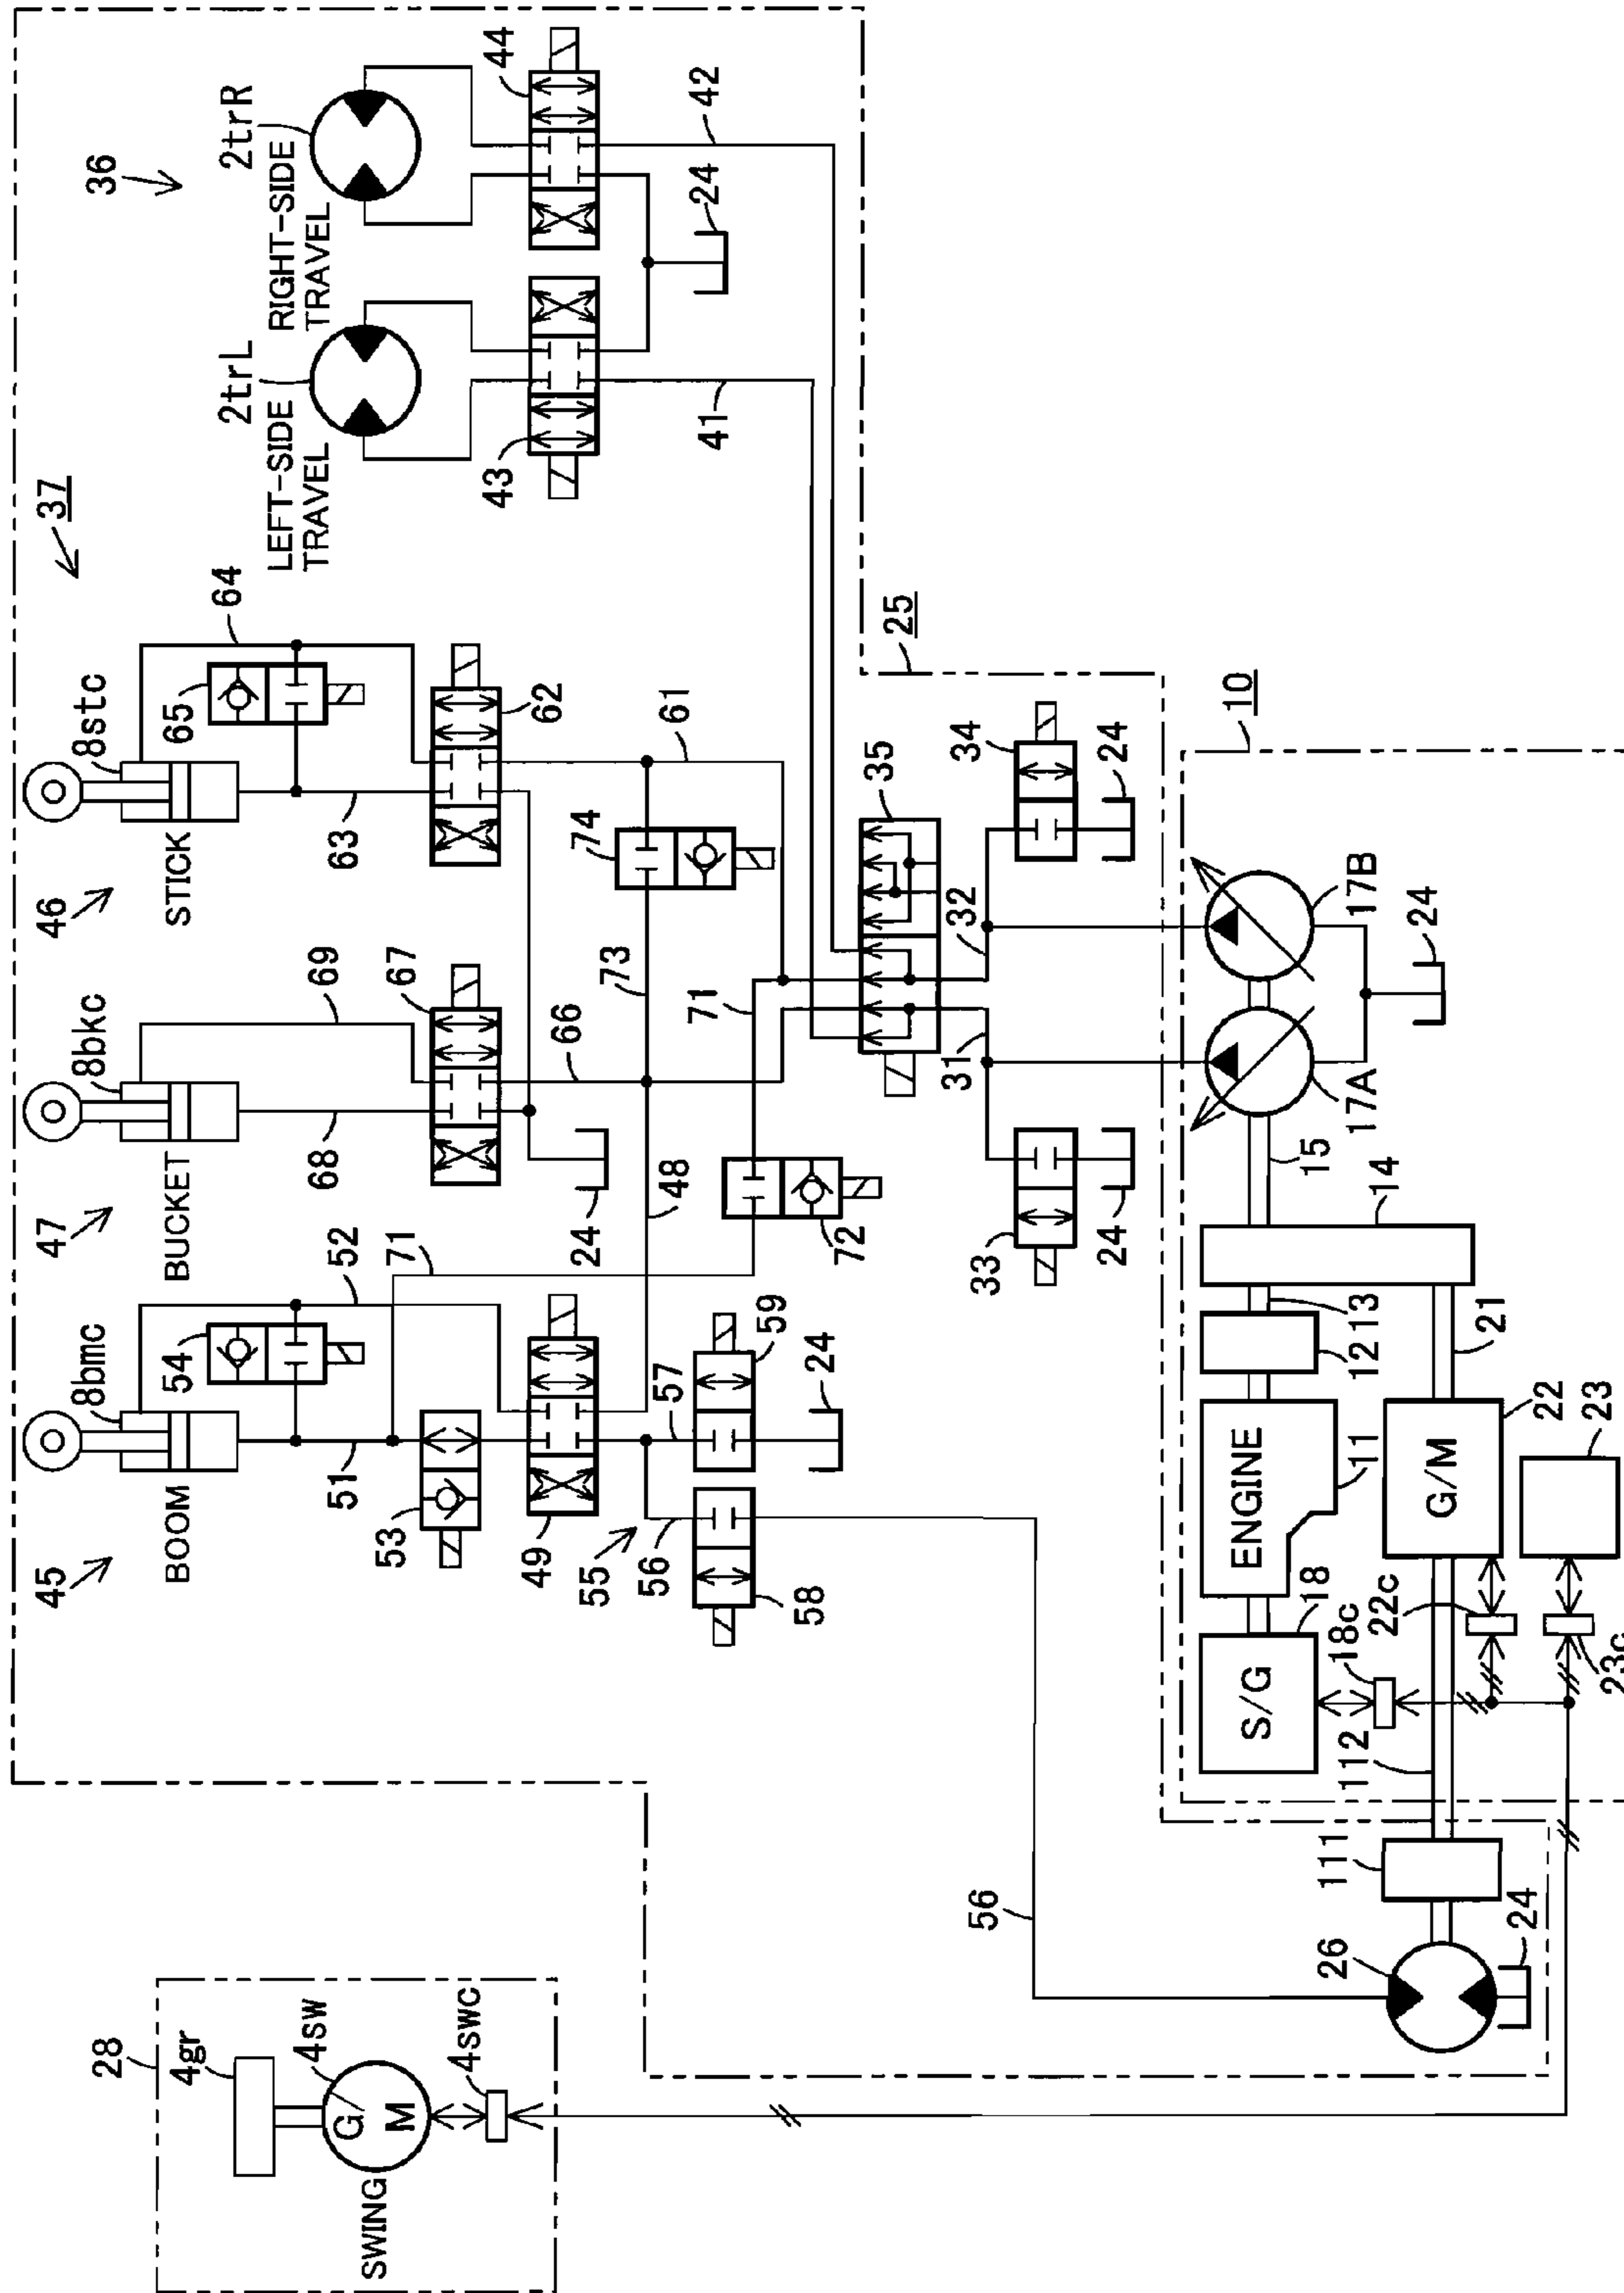 36
37
46
47
45
2trR
RIGHT-SIDE
TRAVEL
2trL
LEFT-SIDE
TRAVEL
44
42
24
43
41
64
65
8stc
STICK
63
62
61
74
69
8bkc
BUCKET
68
67
66
73
71
48
24
72
52
71
54
8bmc
BOOM
51
53
49
55
56
57
59
24
58
25
35
34
24
32
31
33
24
10
17B
17A
24
15
14
13
12
21
ENGINE
11
G/M
22
22c
23
23c
S/G
18
18c
112
111
56
26
24
28
4gr
4sw
G/
M
4swc
SWING